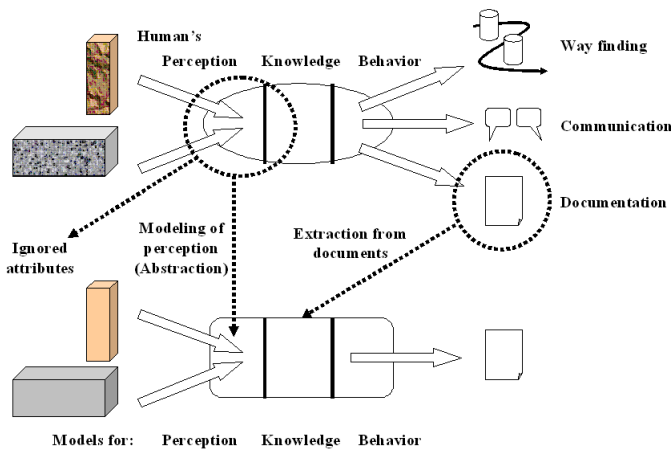 Human's
Perception Knowledge Behavior
Way finding
Communication
Documentation
Ignored
attributes
Modeling of
perception
(Abstraction)
Extraction from
documents
Models for: Perception Knowledge Behavior